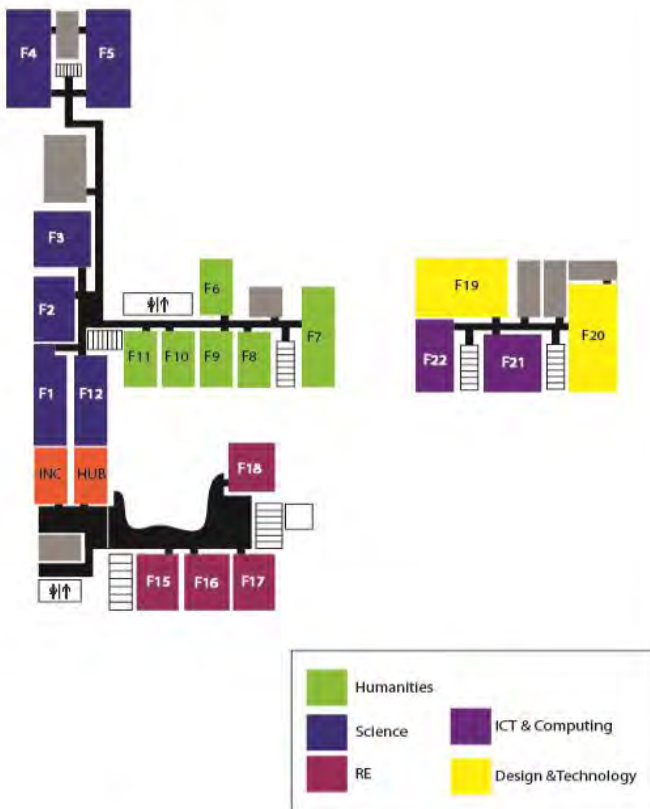 F4
F5
F3
F2
F6
F7
F11
F10
F9
F8
F1
F12
INC
HUB
F18
F15
F16
F17
F19
F20
F22
F21
Humanities
Science
RE
ICT & Computing
Design &Technology